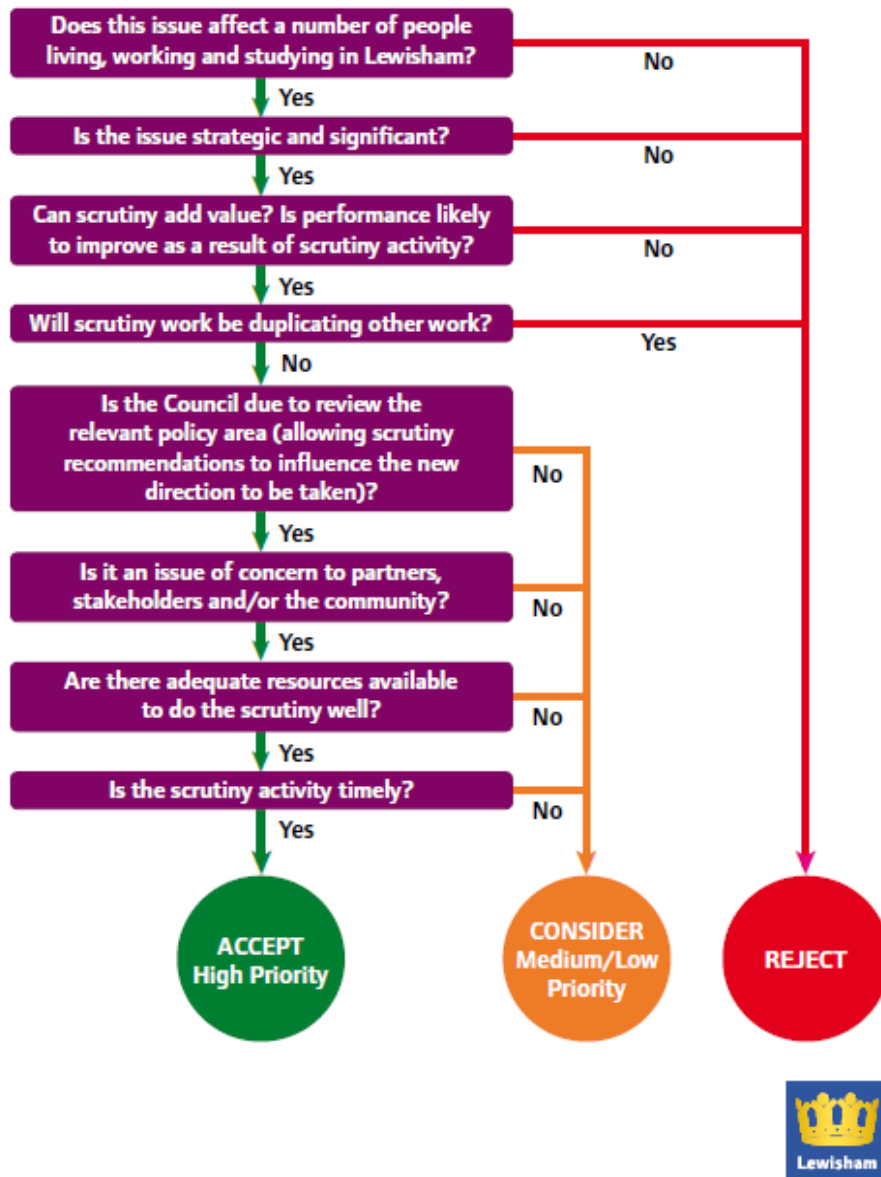 Does this issue affect a number of people
living, working and studying in Lewisham?
No
Yes
Is the issue strategic and significant?
No
Yes
Can scrutiny add value? Is performance likely
to improve as a result of scrutiny activity?
No
Yes
Will scrutiny work be duplicating other work?
Yes
No
Is the Council due to review the
relevant policy area (allowing scrutiny
recommendations to influence the new
direction to be taken)?
No
Yes
Is it an issue of concern to partners,
stakeholders and/or the community?
No
Yes
Are there adequate resources available
to do the scrutiny well?
No
Yes
Is the scrutiny activity timely?
No
Yes
ACCEPT
High Priority
CONSIDER
Medium/Low
Priority
REJECT
Lewisham